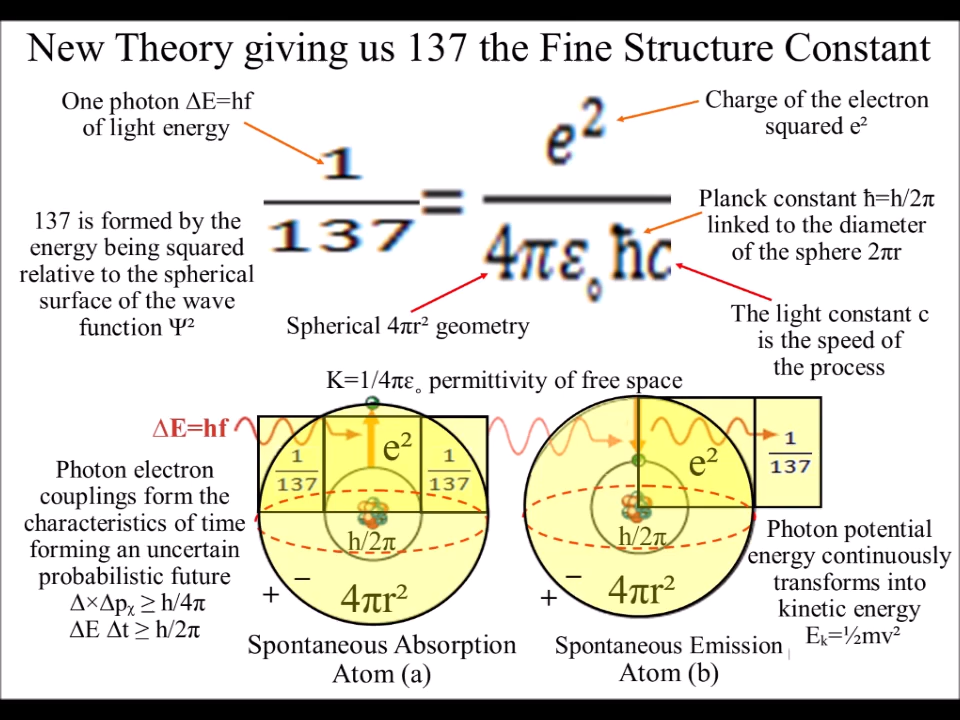 New Theory giving us 137 the Fine Structure Constant
One photon ΔE=hf
of light energy
Charge of the electron
squared e²
1
137
=
e²
4πε₀ħc
137 is formed by the
energy being squared
relative to the spherical
surface of the wave
function Ψ²
Planck constant ħ=h/2π
linked to the diameter
of the sphere 2πr
Spherical 4πr² geometry
The light constant c
is the speed of
the process
K=1/4πε₀ permittivity of free space
ΔE=hf
Photon electron
couplings form the
characteristics of time
forming an uncertain
probabilistic future
Δ×Δpᵪ ≥ h/4π
ΔE Δt ≥ h/2π
1
137
e²
1
137
h/2π
4πr²
+
−
Spontaneous Absorption
Atom (a)
e²
1
137
h/2π
4πr²
+
−
Spontaneous Emission
Atom (b)
Photon potential
energy continuously
transforms into
kinetic energy
Eₖ=½mv²